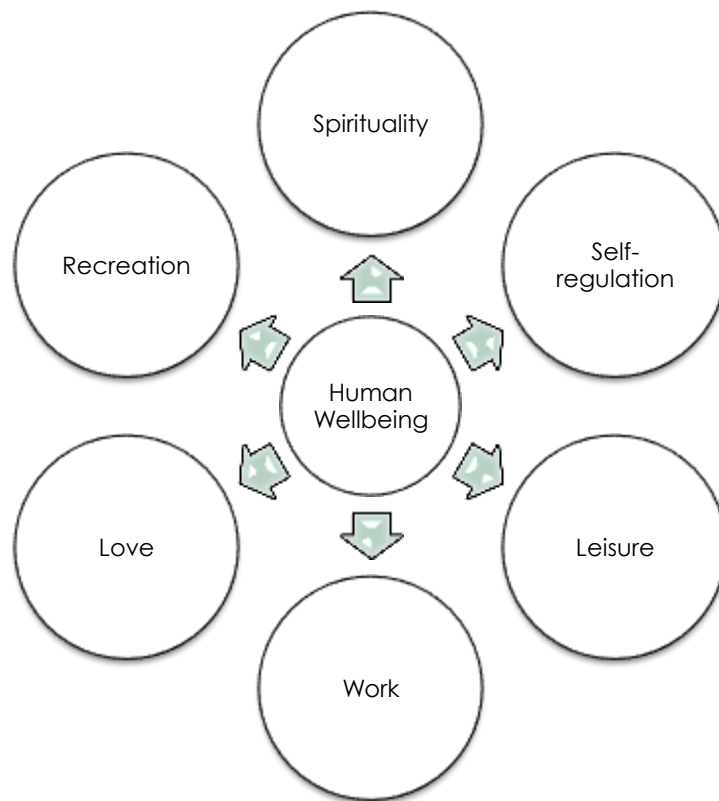 Spirituality
Self-
regulation
Leisure
Work
Love
Recreation
Human
Wellbeing